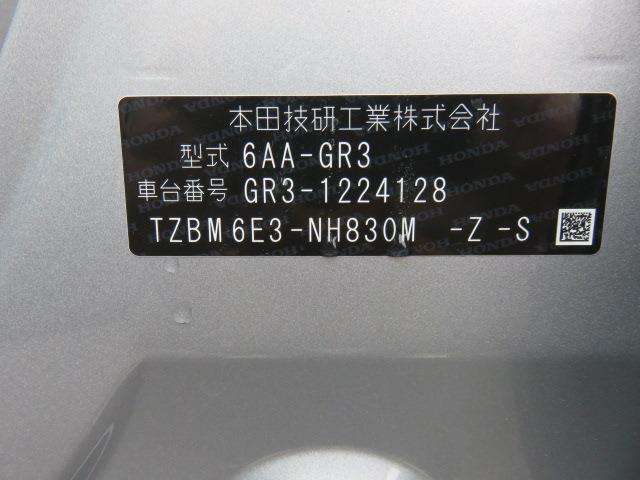 本田技研工業株式会社
型式 6AA-GR3
車台番号 GR3-1224128
TZBM6E3-NH830M -Z-S